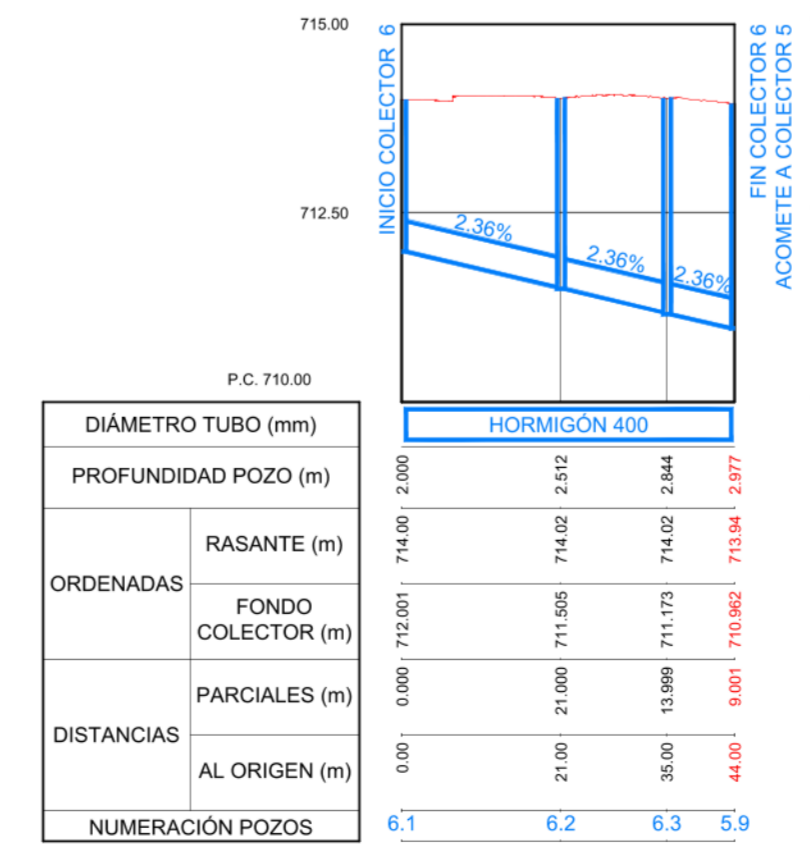 715.00
712.50
P.C. 710.00
INICIO COLECTOR 6
FIN COLECTOR 6
ACOMETE A COLECTOR 5
2.36%
2.36%
2.36%
DIÁMETRO TUBO (mm)
HORMIGÓN 400
PROFUNDIDAD POZO (m)
2.000 2.512 2.844 2.977
ORDENADAS
RASANTE (m)
714.00 714.02 714.02 713.94
FONDO
COLECTOR (m)
712.001 711.505 711.173 710.962
DISTANCIAS
PARCIALES (m)
0.000 21.000 13.999 9.001
AL ORIGEN (m)
0.00 21.00 35.00 44.00
NUMERACIÓN POZOS
6.1 6.2 6.3 5.9